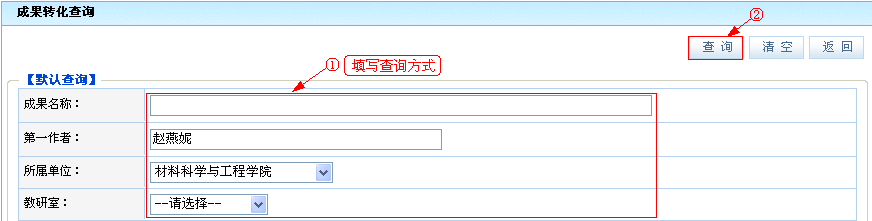 成果转化查询
②
查 询 清 空 返 回
① 填写查询方式
【默认查询】
成果名称：
第一作者： 赵燕妮
所属单位： 材料科学与工程学院
教研室： --请选择--